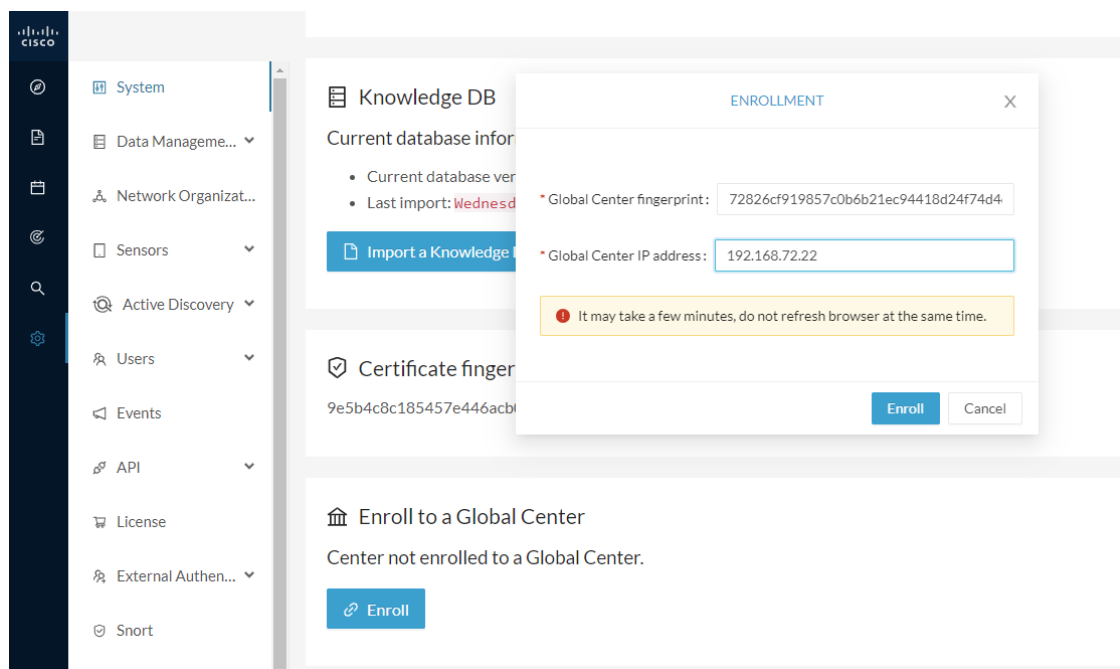 CISCO
System
Data Manageme...
Network Organizat...
Sensors
Active Discovery
Users
Events
API
License
External Authen...
Snort
Knowledge DB
Current database infor
Current database ver
Last import: Wednesd
Import a Knowledge
Certificate finger
9e5b4c8c185457e446acb
Enroll to a Global Center
Center not enrolled to a Global Center.
Enroll
ENROLLMENT
* Global Center fingerprint: 72826cf919857c0b6b21ec94418d24f74d4
* Global Center IP address: 192.168.72.22
It may take a few minutes, do not refresh browser at the same time.
Enroll Cancel